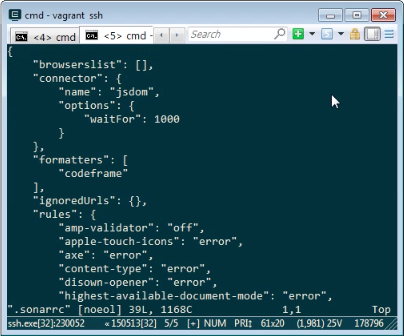 cmd - vagrant ssh
<4> cmd
<5> cmd -
Search
{
    "browserslist": [],
    "connector": {
        "name": "jsdom",
        "options": {
            "waitFor": 1000
        }
    },
    "formatters": [
        "codeframe"
    ],
    "ignoredUrls": {},
    "rules": {
        "amp-validator": "off",
        "apple-touch-icons": "error",
        "axe": "error",
        "content-type": "error",
        "disown-opener": "error",
        "highest-available-document-mode": "error",
".sonarrc" [noeol] 39L, 1168C 1,1 Top
ssh.exe[32]:230052 «150513[32] 5/5 [+] NUM PRI↕ 61x20 (1,981) 25V 178796